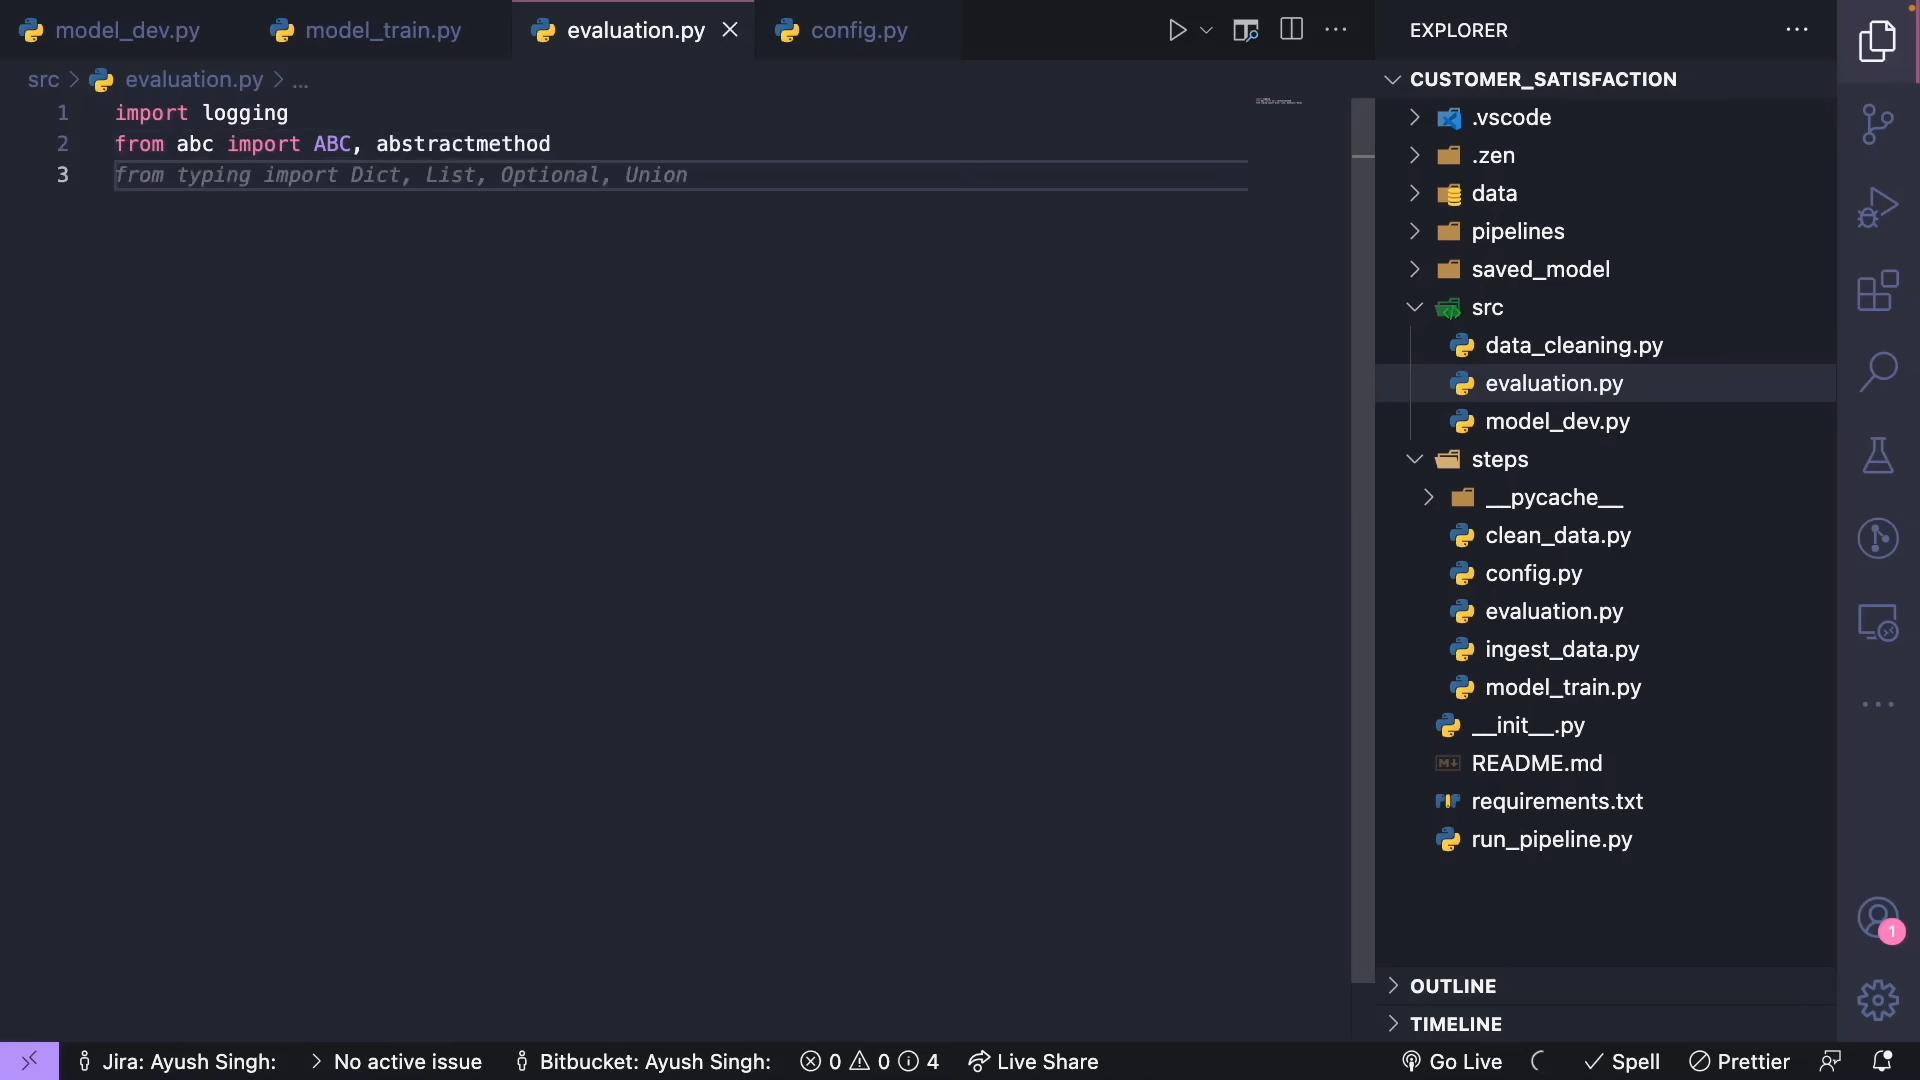 model_dev.py
model_train.py
evaluation.py
config.py
EXPLORER
src > evaluation.py > ...
1 import logging
2 from abc import ABC, abstractmethod
3 from typing import Dict, List, Optional, Union
CUSTOMER_SATISFACTION
.vscode
.zen
data
pipelines
saved_model
src
data_cleaning.py
evaluation.py
model_dev.py
steps
__pycache__
clean_data.py
config.py
evaluation.py
ingest_data.py
model_train.py
__init__.py
README.md
requirements.txt
run_pipeline.py
1
OUTLINE
TIMELINE
Jira: Ayush Singh: > No active issue Bitbucket: Ayush Singh: 0 0 4 Live Share Go Live Spell Prettier